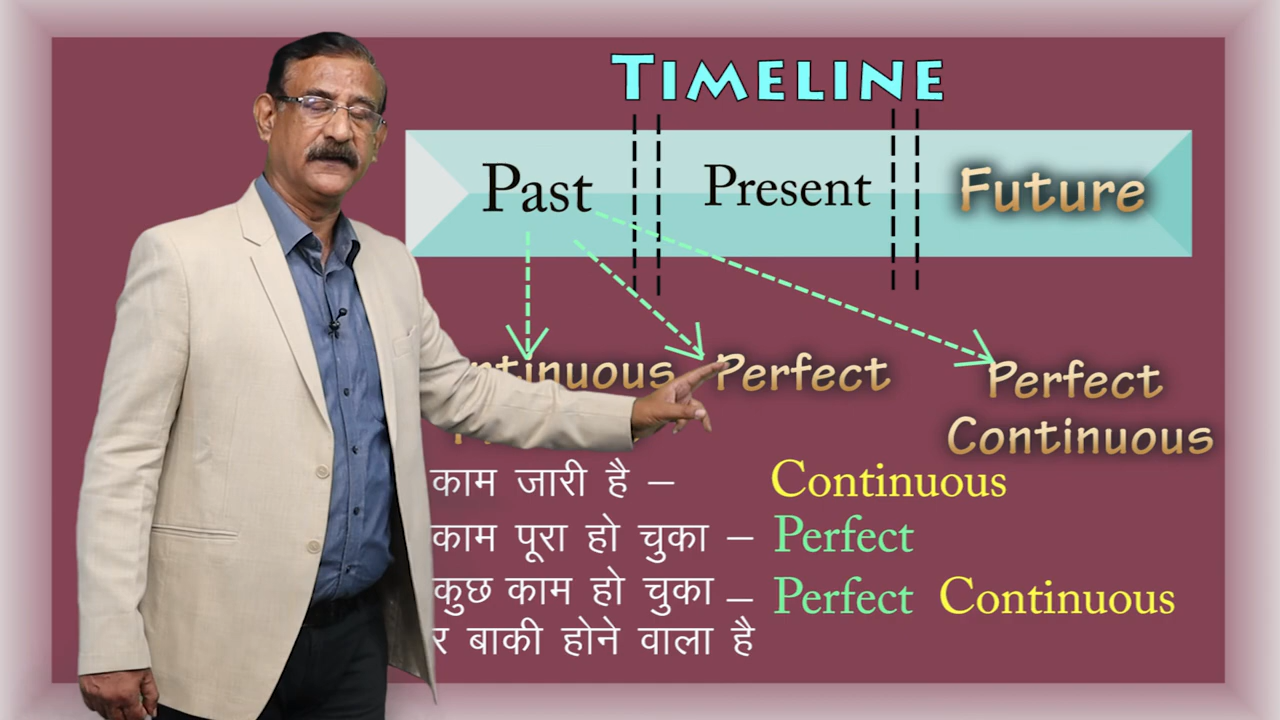 TIMELINE
Past Present Future
Perfect Perfect
Continuous
काम जारी है – Continuous
काम पूरा हो चुका – Perfect
कुछ काम हो चुका – Perfect Continuous
बाकी होने वाला है